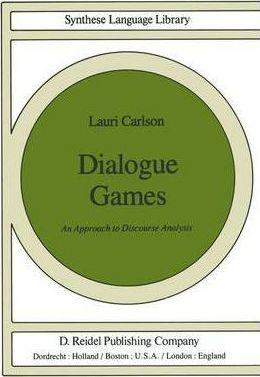 Synthese Language Library
Lauri Carlson
Dialogue
Games
An Approach to Discourse Analysis
D. Reidel Publishing Company
Dordrecht : Holland / Boston : U.S.A. / London : England